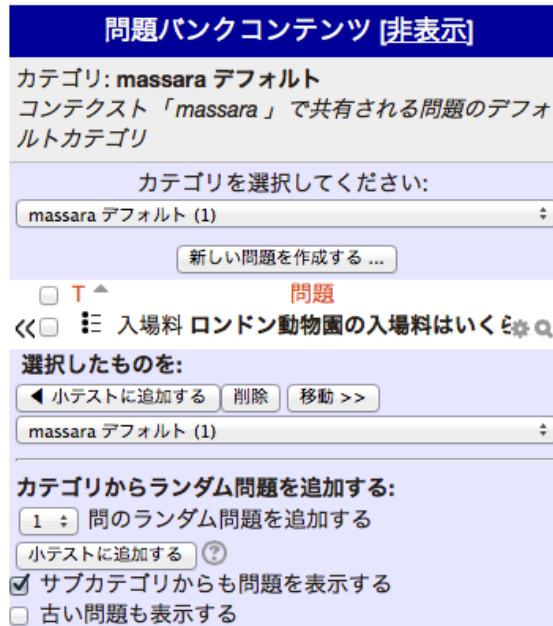 問題バンクコンテンツ [非表示]
カテゴリ: massara デフォルト
コンテクスト 「 massara 」 で共有される問題のデフォ
ルトカテゴリ
カテゴリを選択してください:
massara デフォルト (1)
新しい問題を作成する ...
T 問題
入場料 ロンドン動物園の入場料はいく
選択したものを:
◀ 小テストに追加する 削除 移動 >>
massara デフォルト (1)
カテゴリからランダム問題を追加する:
1 問のランダム問題を追加する
小テストに追加する ?
サブカテゴリからも問題を表示する
古い問題も表示する